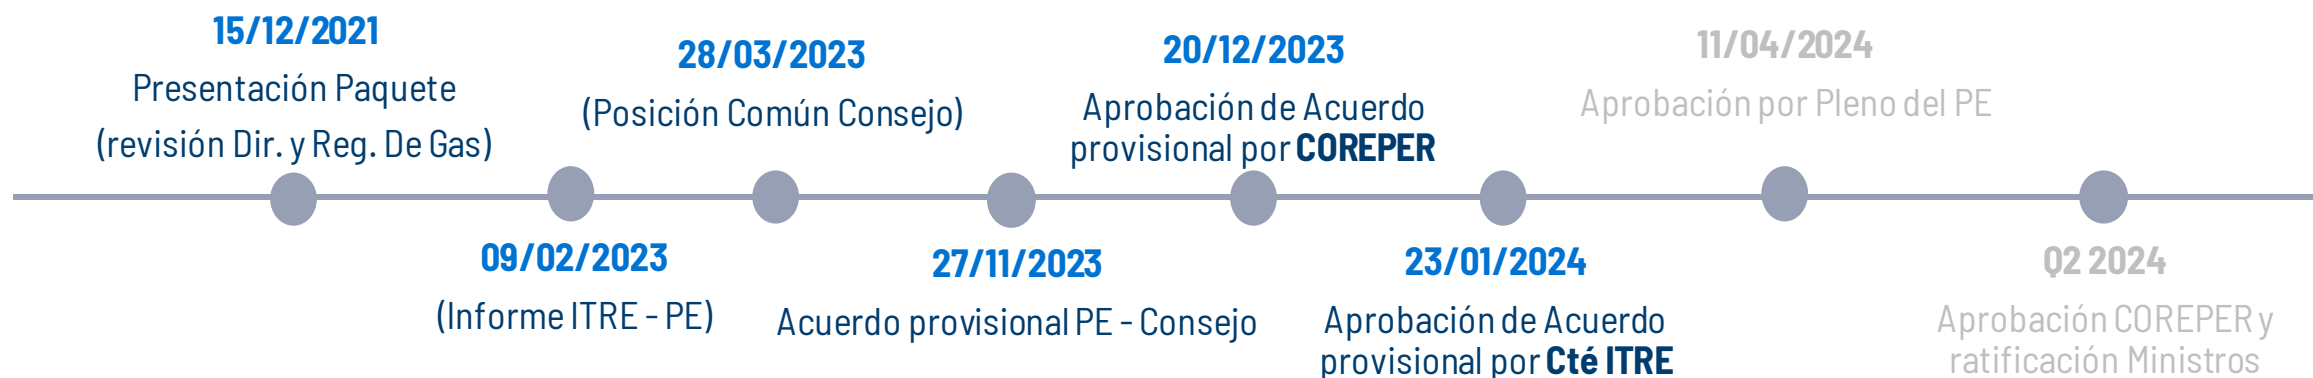 15/12/2021
Presentación Paquete
(revisión Dir. y Reg. De Gas)
09/02/2023
(Informe ITRE - PE)
28/03/2023
(Posición Común Consejo)
27/11/2023
Acuerdo provisional PE - Consejo
20/12/2023
Aprobación de Acuerdo
provisional por COREPER
23/01/2024
Aprobación de Acuerdo
provisional por Cté ITRE
11/04/2024
Aprobación por Pleno del PE
Q2 2024
Aprobación COREPER y
ratificación Ministros